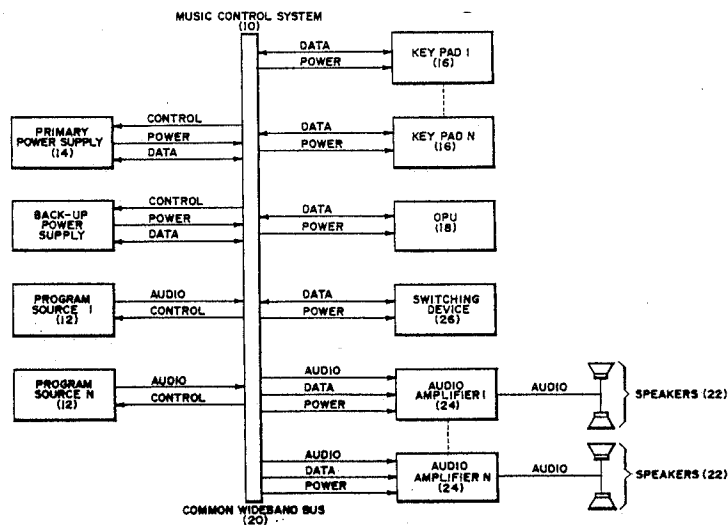 MUSIC CONTROL SYSTEM
(10)
DATA
POWER
KEY PAD 1
(16)
CONTROL
POWER
DATA
PRIMARY
POWER SUPPLY
(14)
DATA
POWER
KEY PAD N
(16)
CONTROL
POWER
DATA
BACK-UP
POWER
SUPPLY
DATA
POWER
CPU
(18)
AUDIO
CONTROL
PROGRAM
SOURCE 1
(12)
DATA
POWER
SWITCHING
DEVICE
(26)
AUDIO
CONTROL
PROGRAM
SOURCE N
(12)
AUDIO
DATA
POWER
AUDIO
AMPLIFIER 1
(24)
AUDIO
SPEAKERS (22)
AUDIO
DATA
POWER
AUDIO
AMPLIFIER N
(24)
AUDIO
SPEAKERS (22)
COMMON WIDEBAND BUS
(20)